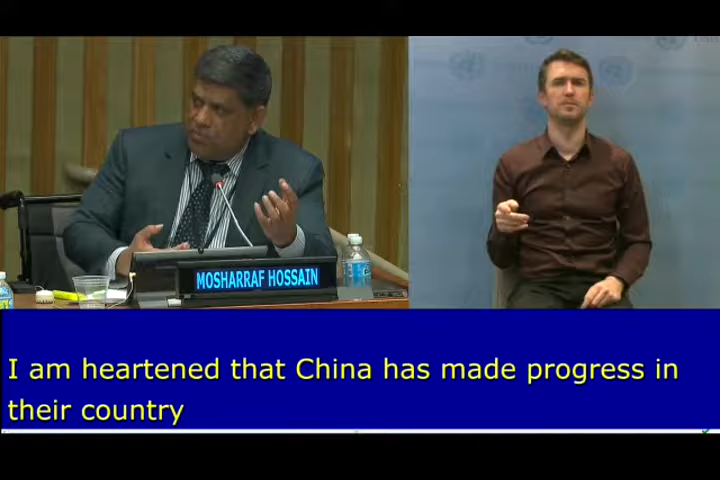 MOSHARRAF HOSSAIN
I am heartened that China has made progress in
their country